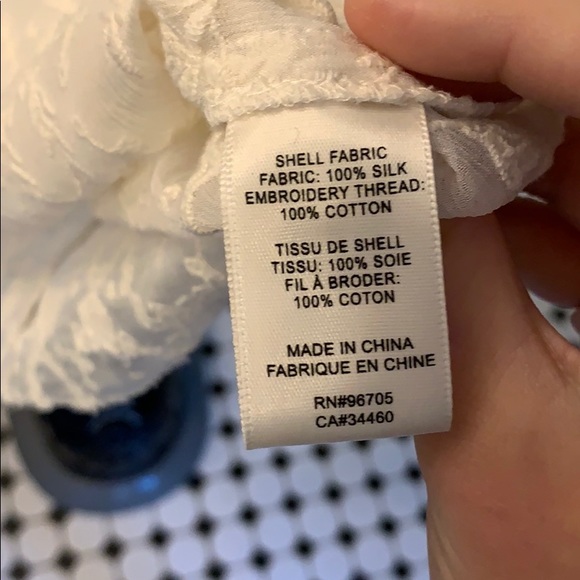 SHELL FABRIC
FABRIC: 100% SILK
EMBROIDERY THREAD:
100% COTTON
TISSU DE SHELL
TISSU: 100% SOIE
FIL À BRODER:
100% COTON
MADE IN CHINA
FABRIQUE EN CHINE
RN#96705
CA#34460